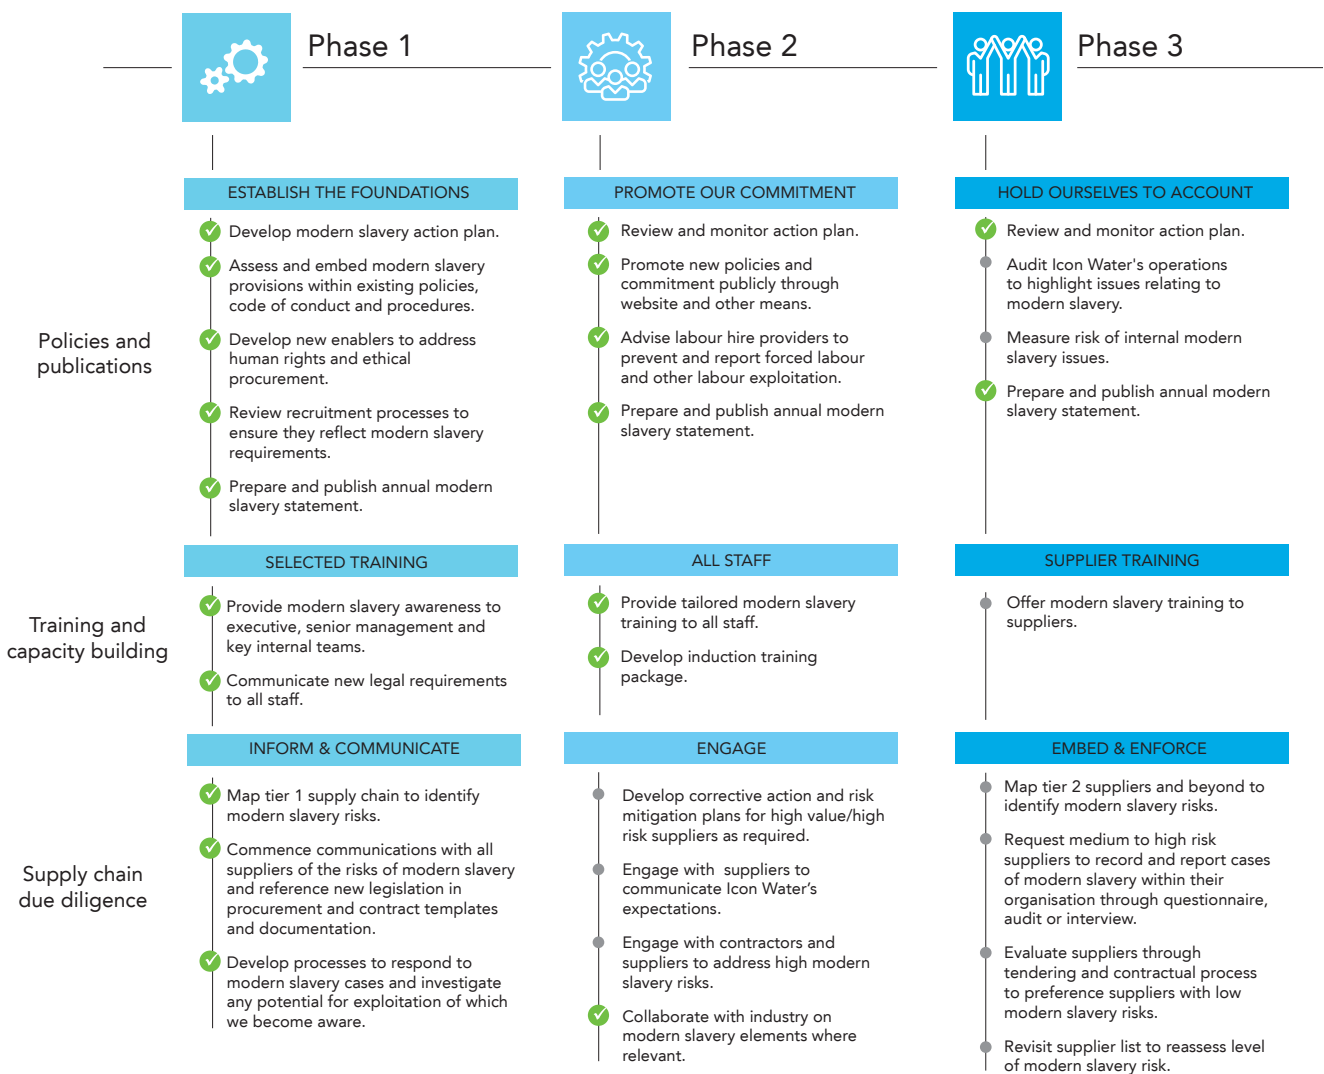 Phase 1
Phase 2
Phase 3
Policies and
publications
ESTABLISH THE FOUNDATIONS
Develop modern slavery action plan.
Assess and embed modern slavery
provisions within existing policies,
code of conduct and procedures.
Develop new enablers to address
human rights and ethical
procurement.
Review recruitment processes to
ensure they reflect modern slavery
requirements.
Prepare and publish annual modern
slavery statement.
PROMOTE OUR COMMITMENT
Review and monitor action plan.
Promote new policies and
commitment publicly through
website and other means.
Advise labour hire providers to
prevent and report forced labour
and other labour exploitation.
Prepare and publish annual modern
slavery statement.
HOLD OURSELVES TO ACCOUNT
Review and monitor action plan.
Audit Icon Water's operations
to highlight issues relating to
modern slavery.
Measure risk of internal modern
slavery issues.
Prepare and publish annual modern
slavery statement.
Training and
capacity building
SELECTED TRAINING
Provide modern slavery awareness to
executive, senior management and
key internal teams.
Communicate new legal requirements
to all staff.
ALL STAFF
Provide tailored modern slavery
training to all staff.
Develop induction training
package.
SUPPLIER TRAINING
Offer modern slavery training to
suppliers.
Supply chain
due diligence
INFORM & COMMUNICATE
Map tier 1 supply chain to identify
modern slavery risks.
Commence communications with all
suppliers of the risks of modern slavery
and reference new legislation in
procurement and contract templates
and documentation.
Develop processes to respond to
modern slavery cases and investigate
any potential for exploitation of which
we become aware.
ENGAGE
Develop corrective action and risk
mitigation plans for high value/high
risk suppliers as required.
Engage with suppliers to
communicate Icon Water's
expectations.
Engage with contractors and
suppliers to address high modern
slavery risks.
Collaborate with industry on
modern slavery elements where
relevant.
EMBED & ENFORCE
Map tier 2 suppliers and beyond to
identify modern slavery risks.
Request medium to high risk
suppliers to record and report cases
of modern slavery within their
organisation through questionnaire,
audit or interview.
Evaluate suppliers through
tendering and contractual process
to preference suppliers with low
modern slavery risks.
Revisit supplier list to reassess level
of modern slavery risk.